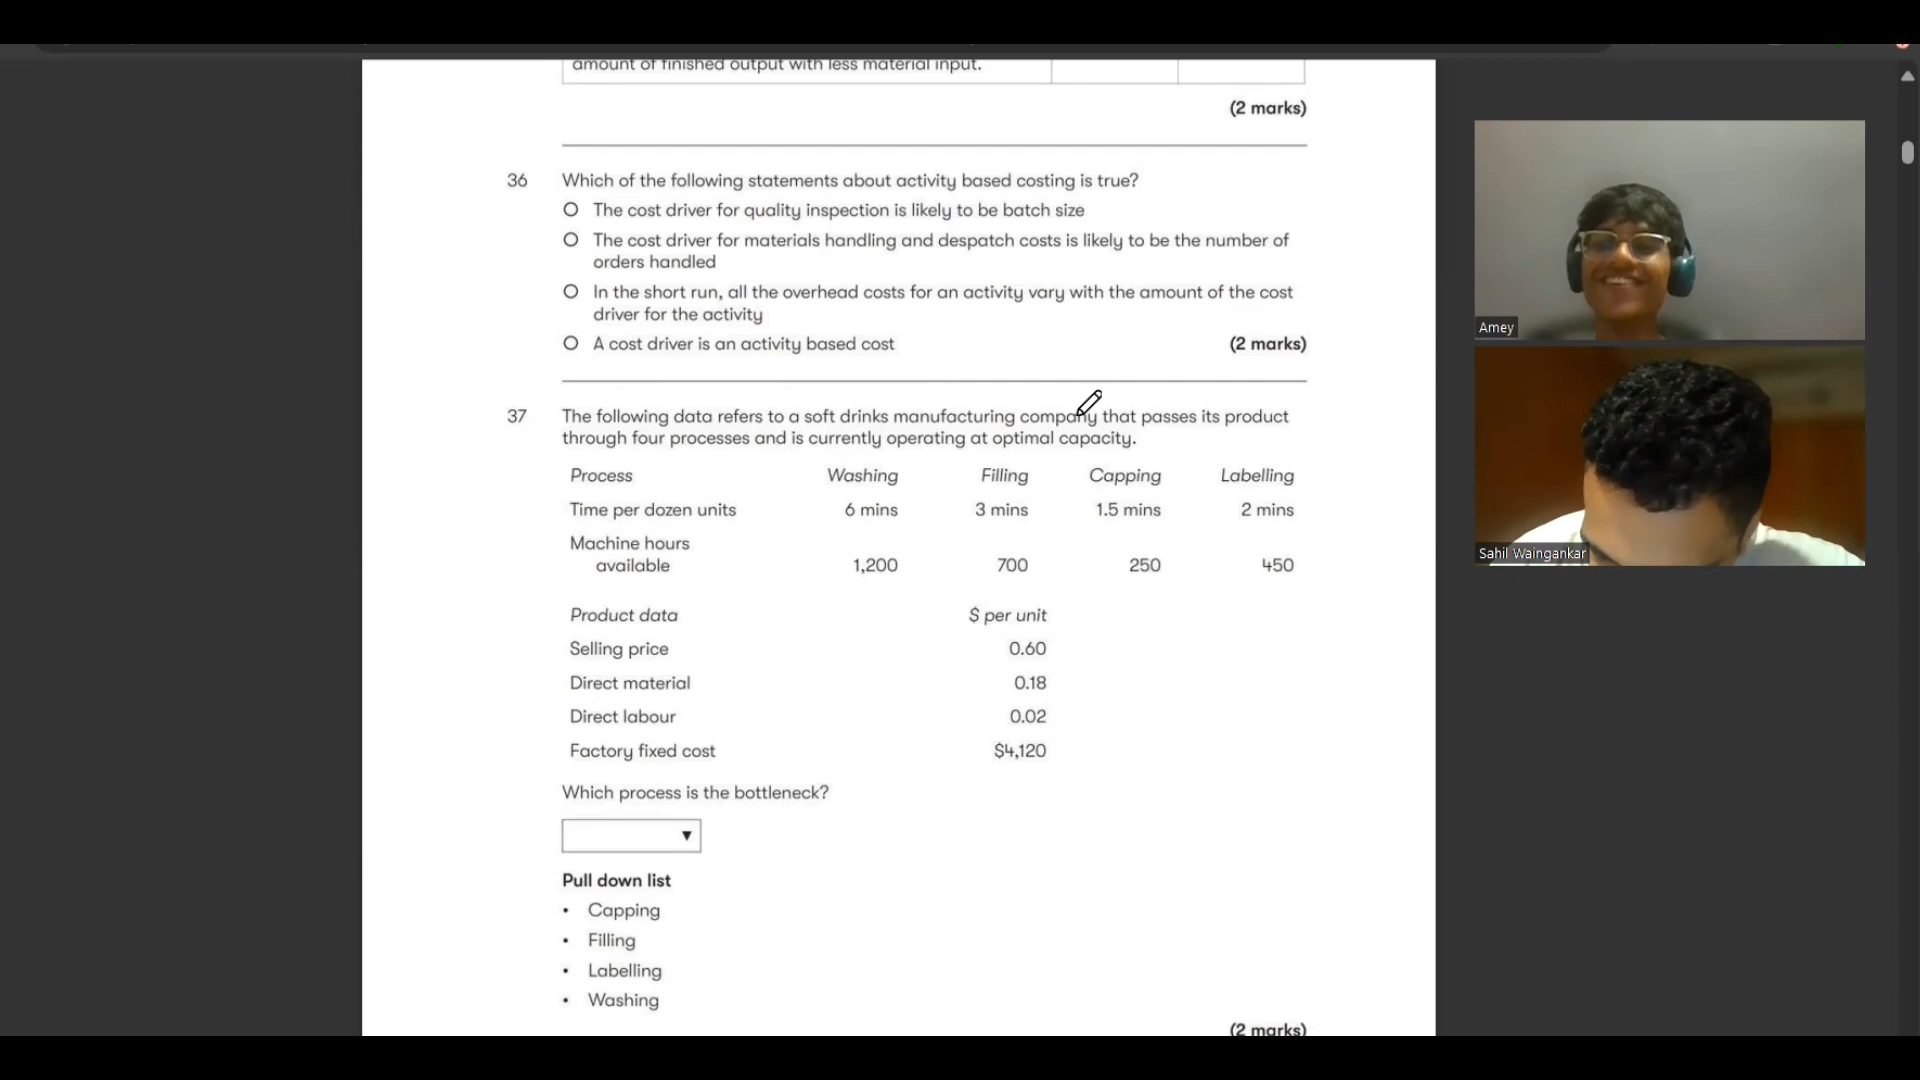 amount of finished output with less material input.
(2 marks)
36 Which of the following statements about activity based costing is true?
O The cost driver for quality inspection is likely to be batch size
O The cost driver for materials handling and despatch costs is likely to be the number of
orders handled
O In the short run, all the overhead costs for an activity vary with the amount of the cost
driver for the activity
O A cost driver is an activity based cost (2 marks)
37 The following data refers to a soft drinks manufacturing company that passes its product
through four processes and is currently operating at optimal capacity.
Process Washing Filling Capping Labelling
Time per dozen units 6 mins 3 mins 1.5 mins 2 mins
Machine hours
available 1,200 700 250 450
Product data $ per unit
Selling price 0.60
Direct material 0.18
Direct labour 0.02
Factory fixed cost $4,120
Which process is the bottleneck?
▼
Pull down list
• Capping
• Filling
• Labelling
• Washing
(2 marks)
Amey
Sahil Waingankar